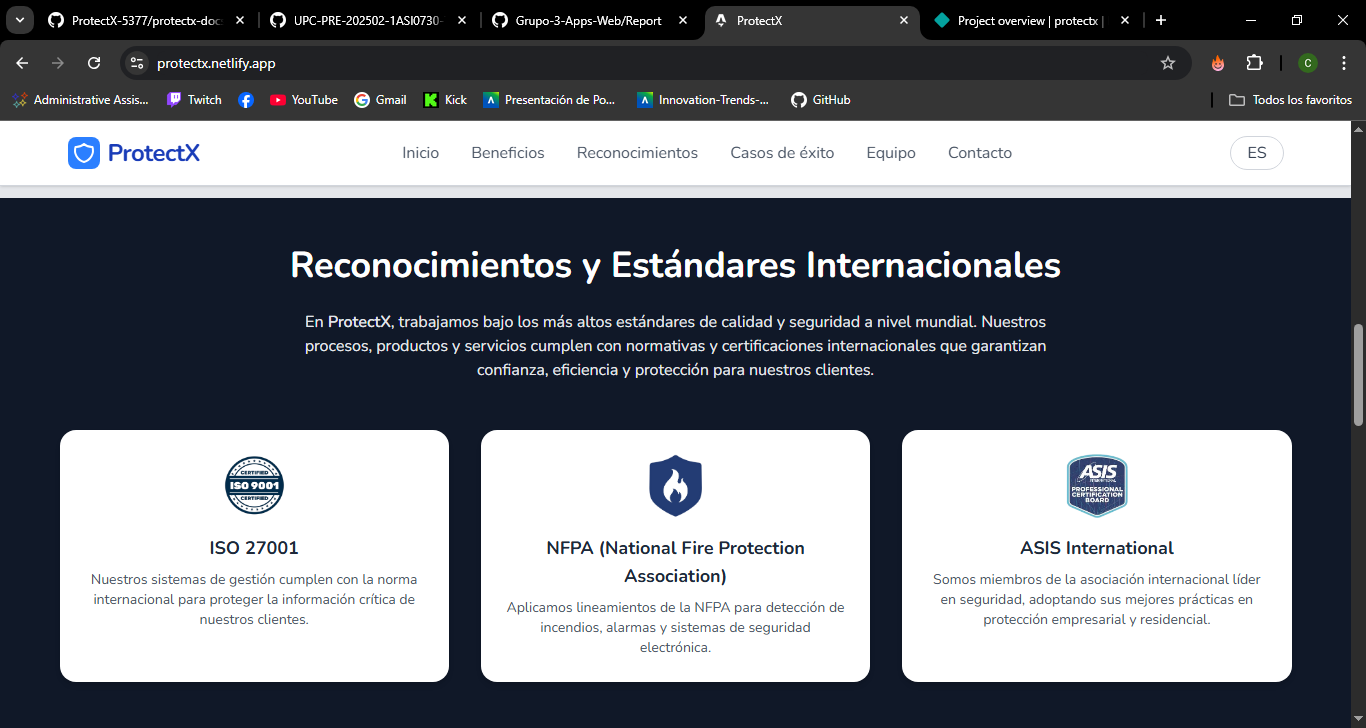 ProtectX-5377/protectx-doc
UPC-PRE-202502-1ASI0730-
Grupo-3-Apps-Web/Report
ProtectX
Project overview | protectx |
protectx.netlify.app
C
Administrative Assis...
Twitch
YouTube
Gmail
Kick
Presentación de Po...
Innovation-Trends-...
GitHub
Todos los favoritos
ProtectX
Inicio
Beneficios
Reconocimientos
Casos de éxito
Equipo
Contacto
ES
Reconocimientos y Estándares Internacionales
En ProtectX, trabajamos bajo los más altos estándares de calidad y seguridad a nivel mundial. Nuestros
procesos, productos y servicios cumplen con normativas y certificaciones internacionales que garantizan
confianza, eficiencia y protección para nuestros clientes.
CERTIFIED
ISO 9001
CERTIFIED
ISO 27001
Nuestros sistemas de gestión cumplen con la norma
internacional para proteger la información crítica de
nuestros clientes.
NFPA (National Fire Protection
Association)
Aplicamos lineamientos de la NFPA para detección de
incendios, alarmas y sistemas de seguridad
electrónica.
ASIS
INTERNATIONAL
PROFESSIONAL
CERTIFICATION
BOARD
ASIS International
Somos miembros de la asociación internacional líder
en seguridad, adoptando sus mejores prácticas en
protección empresarial y residencial.